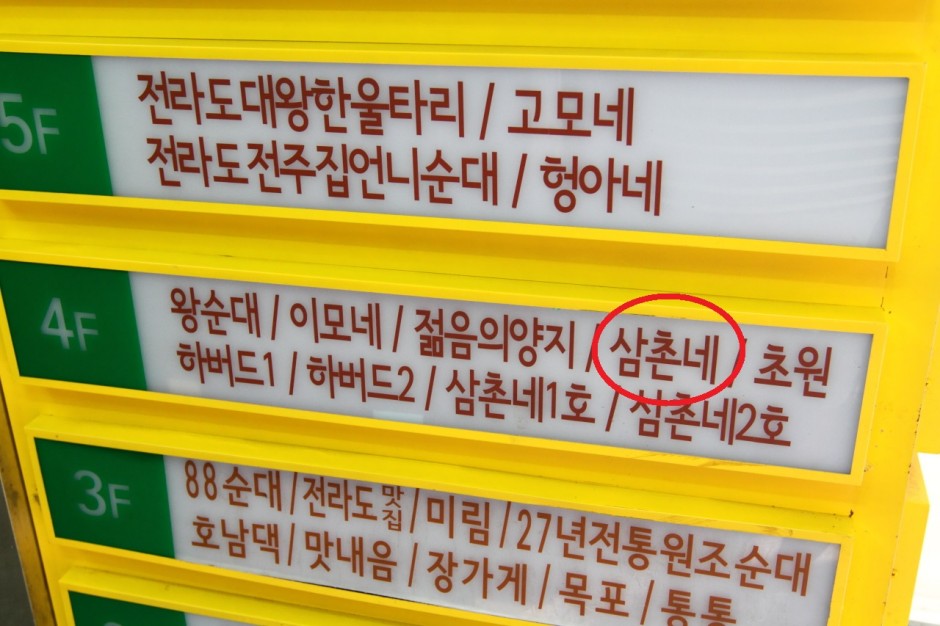 5F
전라도대왕한울타리 / 고모네
전라도전주집언니순대 / 헝아네
4F
왕순대 / 이모네 / 젊음의양지 / 삼촌네 / 초원
하버드1 / 하버드2 / 삼촌네1호 / 삼촌네2호
3F
88순대/전라도맛집/미림/27년전통원조순대
호남댁/맛내음/장가게/목포/통통